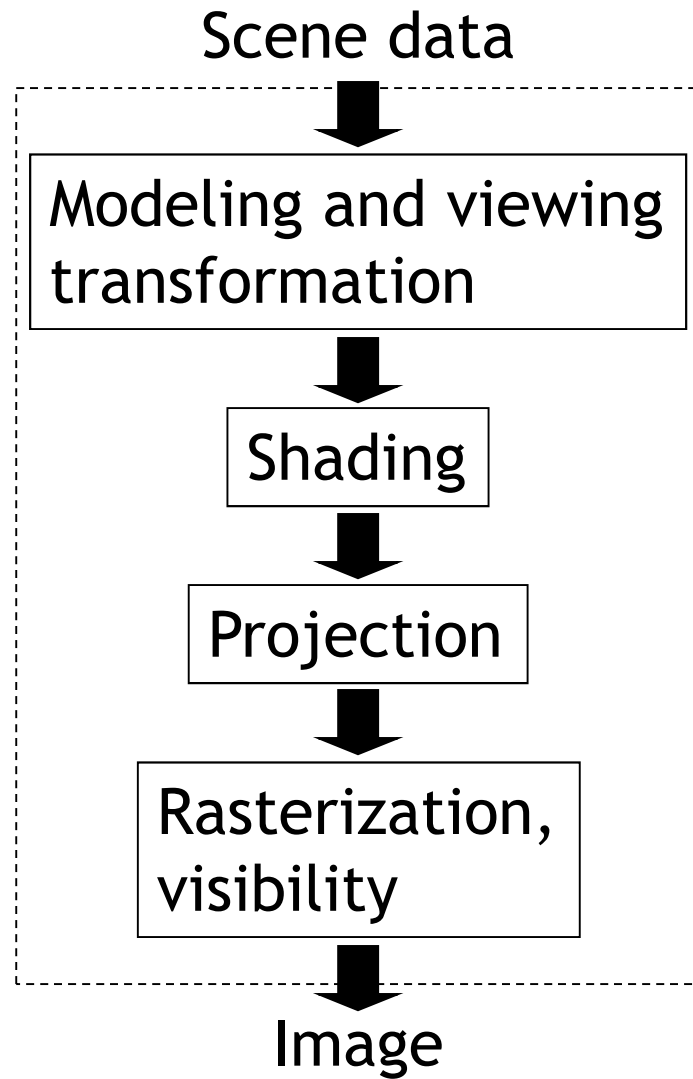 Scene data
Modeling and viewing
transformation
Shading
Projection
Rasterization,
visibility
Image